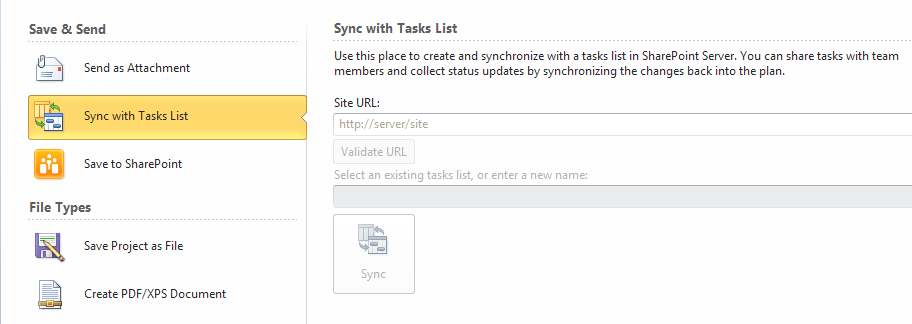 Save & Send
Send as Attachment
Sync with Tasks List
Save to SharePoint
File Types
Save Project as File
Create PDF/XPS Document
Sync with Tasks List
Use this place to create and synchronize with a tasks list in SharePoint Server. You can share tasks with team
members and collect status updates by synchronizing the changes back into the plan.
Site URL:
http://server/site
Validate URL
Select an existing tasks list, or enter a new name:
Sync